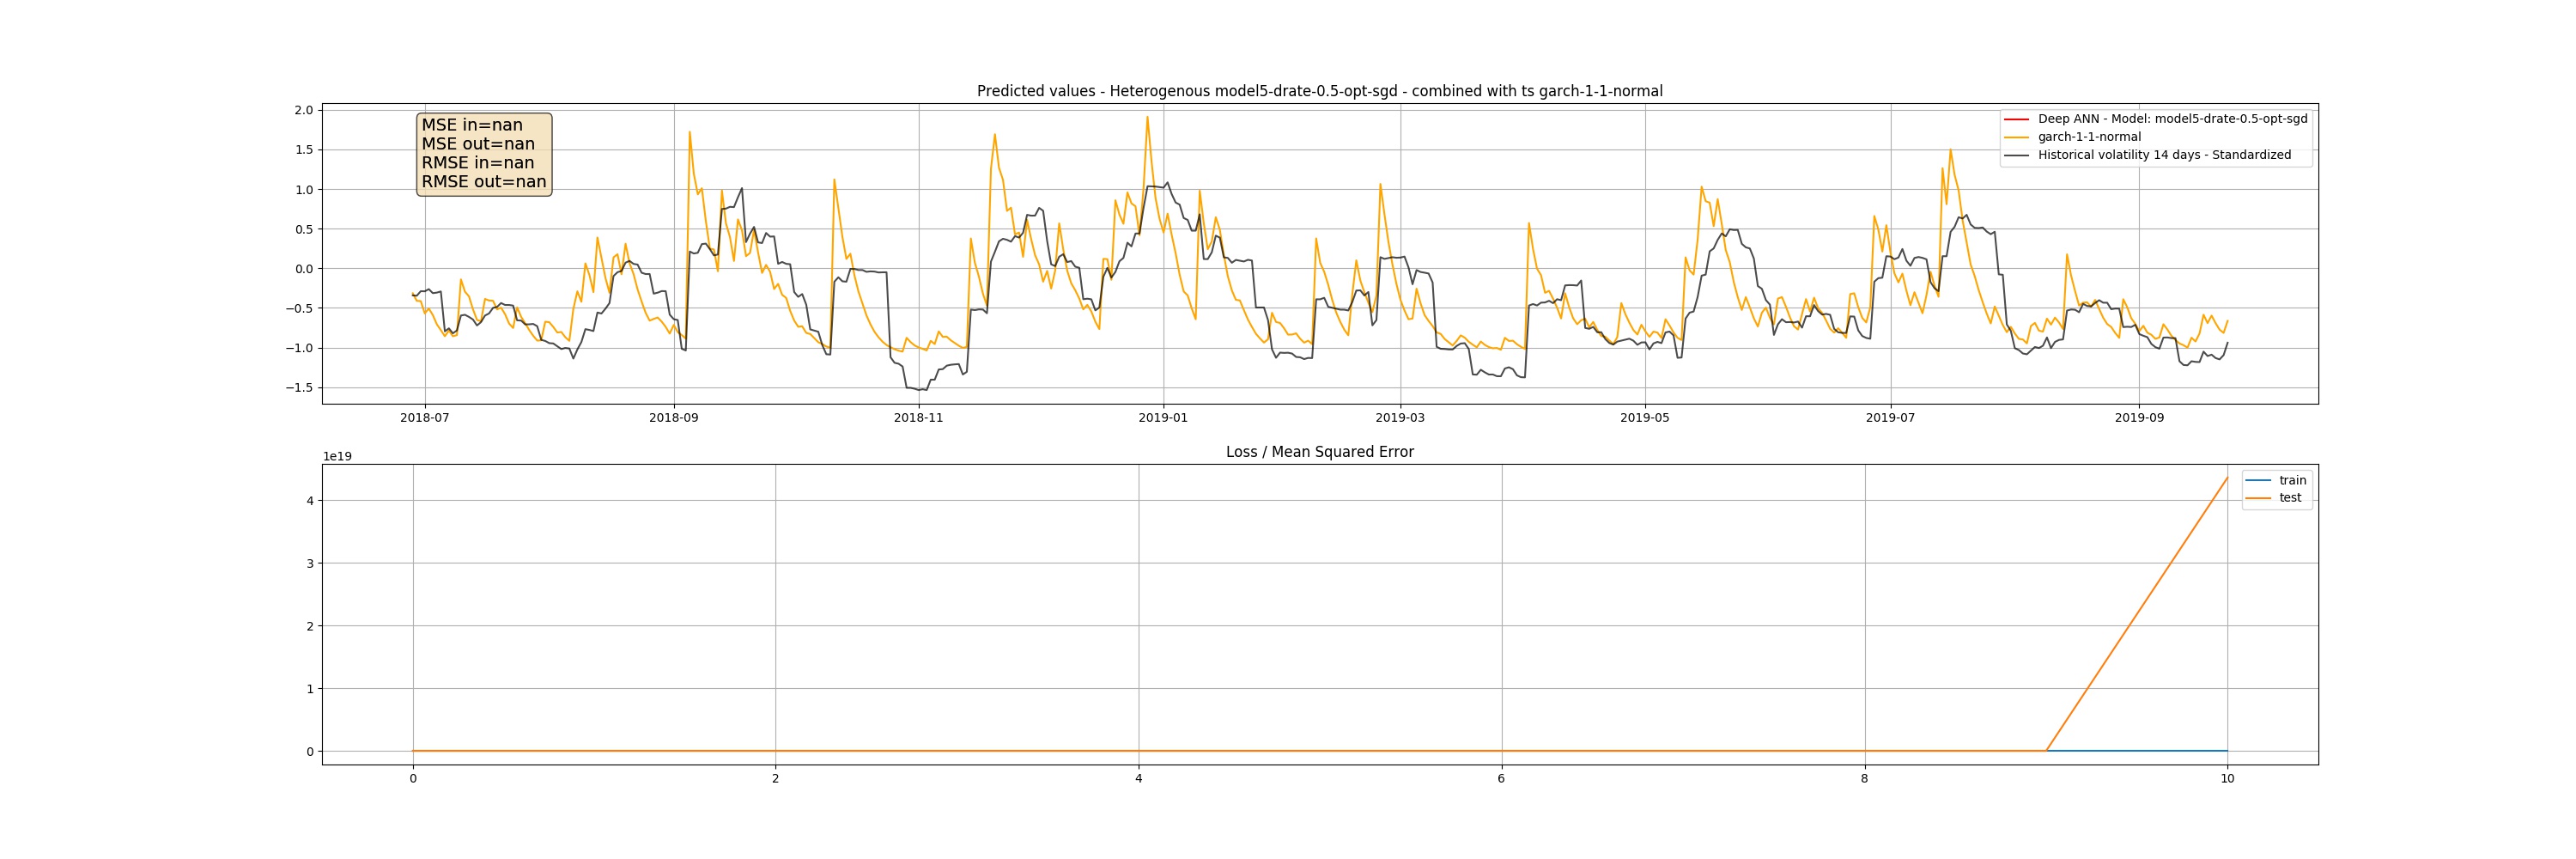 Predicted values - Heterogenous model5-drate-0.5-opt-sgd - combined with ts garch-1-1-normal
2.0
1.5
1.0
0.5
0.0
−0.5
−1.0
−1.5
MSE in=nan
MSE out=nan
RMSE in=nan
RMSE out=nan
Deep ANN - Model: model5-drate-0.5-opt-sgd
garch-1-1-normal
Historical volatility 14 days - Standardized
2018-07 2018-09 2018-11 2019-01 2019-03 2019-05 2019-07 2019-09
Loss / Mean Squared Error
1e19
4
3
2
1
0
train
test
0 2 4 6 8 10